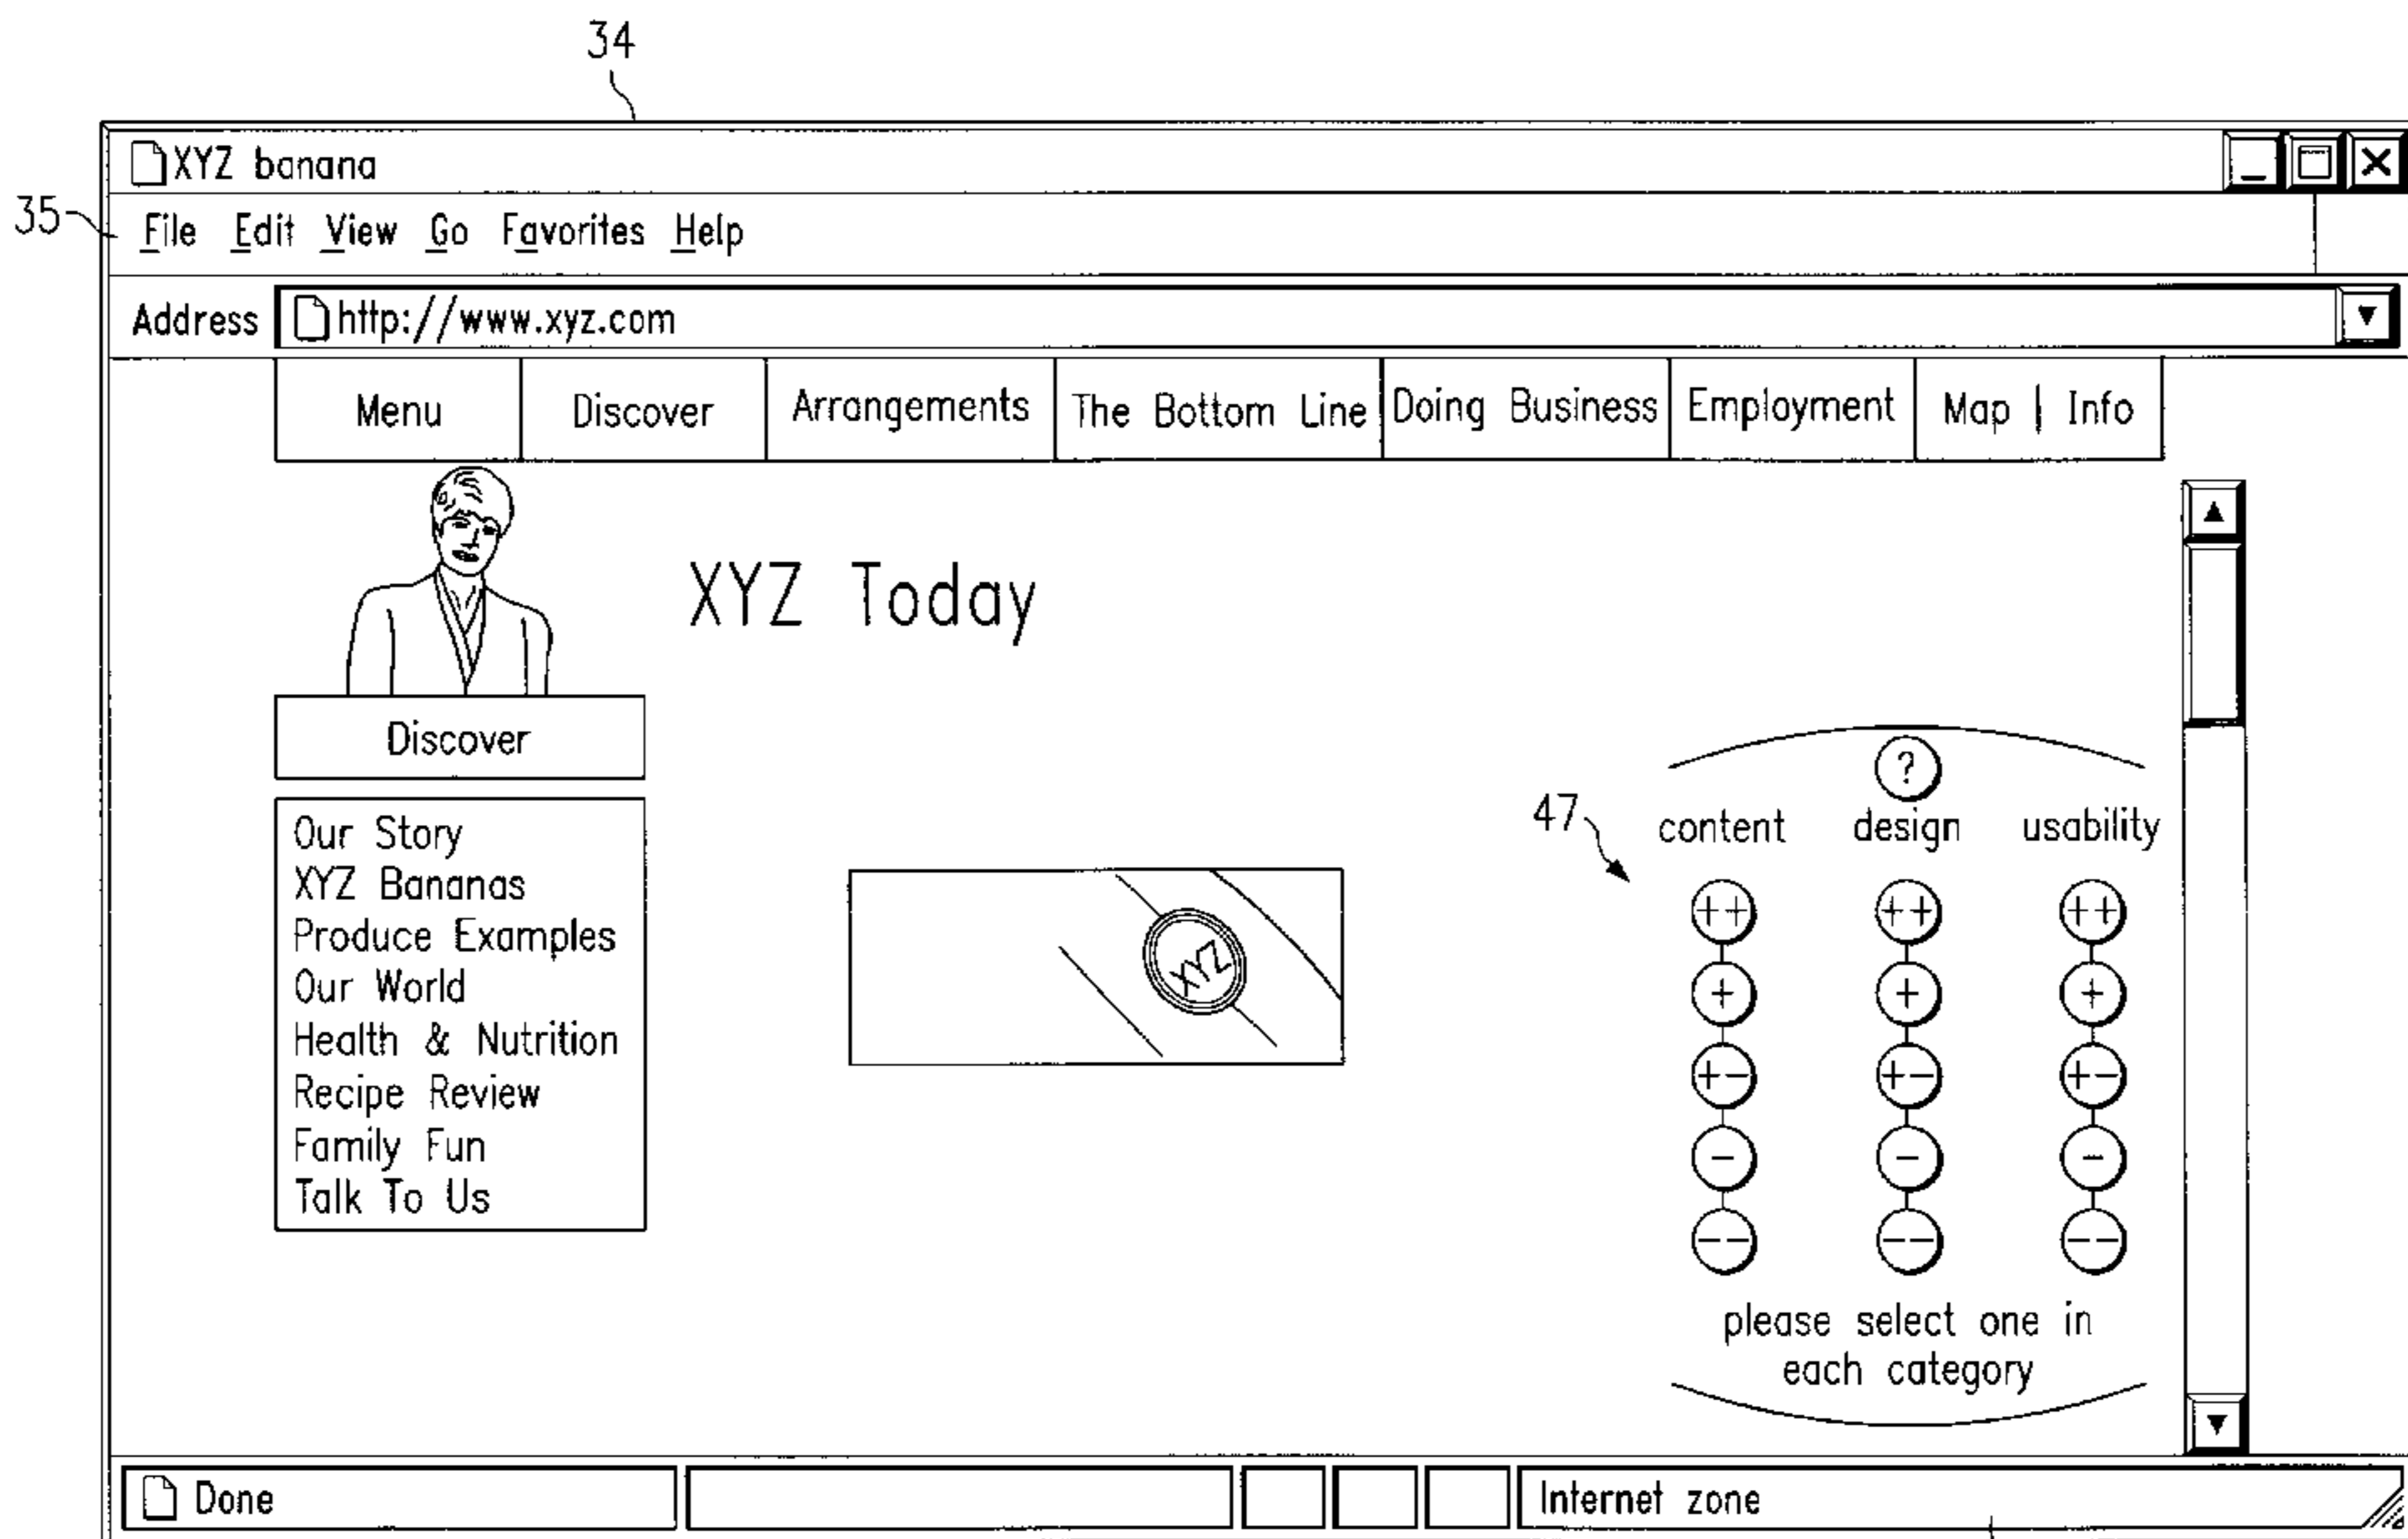 34
XYZ banana
35
File Edit View Go Favorites Help
Address http://www.xyz.com
Menu Discover Arrangements The Bottom Line Doing Business Employment Map | Info
XYZ Today
Discover
Our Story
XYZ Bananas
Produce Examples
Our World
Health & Nutrition
Recipe Review
Family Fun
Talk To Us
XYZ
47
?
content design usability
++ ++ ++
+ + +
+- +- +-
- - -
-- -- --
please select one in
each category
Done
Internet zone